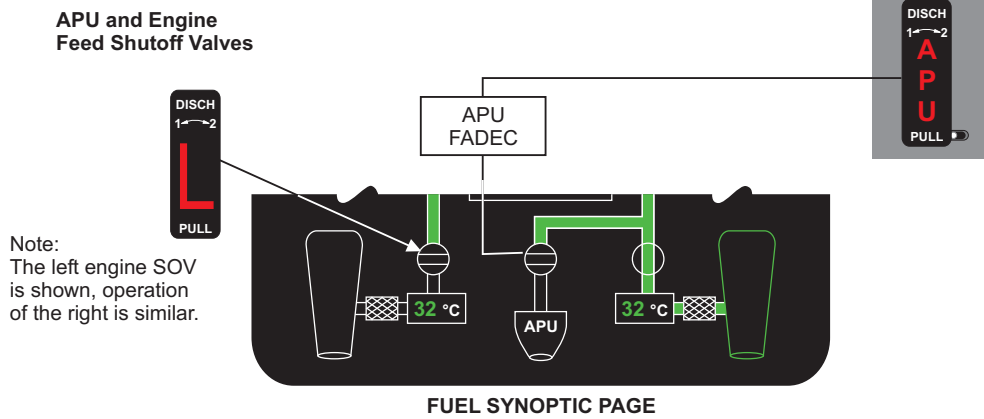 APU and Engine
Feed Shutoff Valves
DISCH
1 2
A
P
U
PULL
APU
FADEC
DISCH
1 2
L
PULL
Note:
The left engine SOV
is shown, operation
of the right is similar.
32 °C
APU
32 °C
FUEL SYNOPTIC PAGE